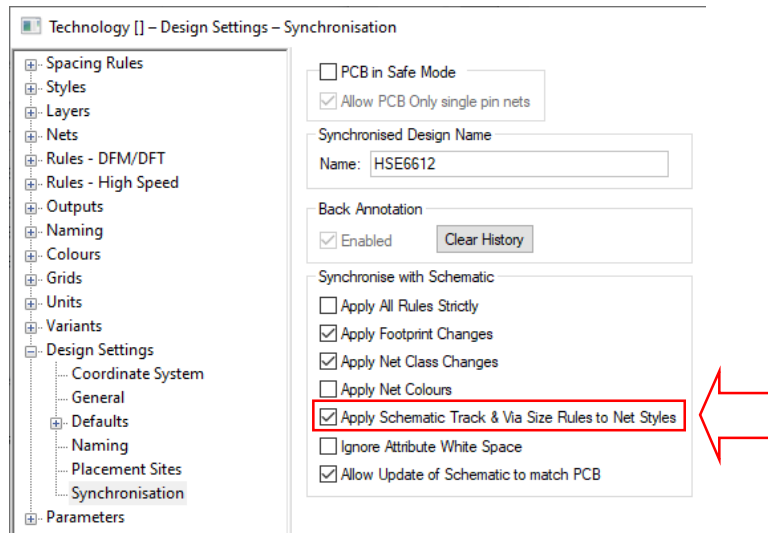 Technology [] – Design Settings – Synchronisation
Spacing Rules
Styles
Layers
Nets
Rules - DFM/DFT
Rules - High Speed
Outputs
Naming
Colours
Grids
Units
Variants
Design Settings
Coordinate System
General
Defaults
Naming
Placement Sites
Synchronisation
Parameters
PCB in Safe Mode
Allow PCB Only single pin nets
Synchronised Design Name
Name: HSE6612
Back Annotation
Enabled Clear History
Synchronise with Schematic
Apply All Rules Strictly
Apply Footprint Changes
Apply Net Class Changes
Apply Net Colours
Apply Schematic Track & Via Size Rules to Net Styles
Ignore Attribute White Space
Allow Update of Schematic to match PCB